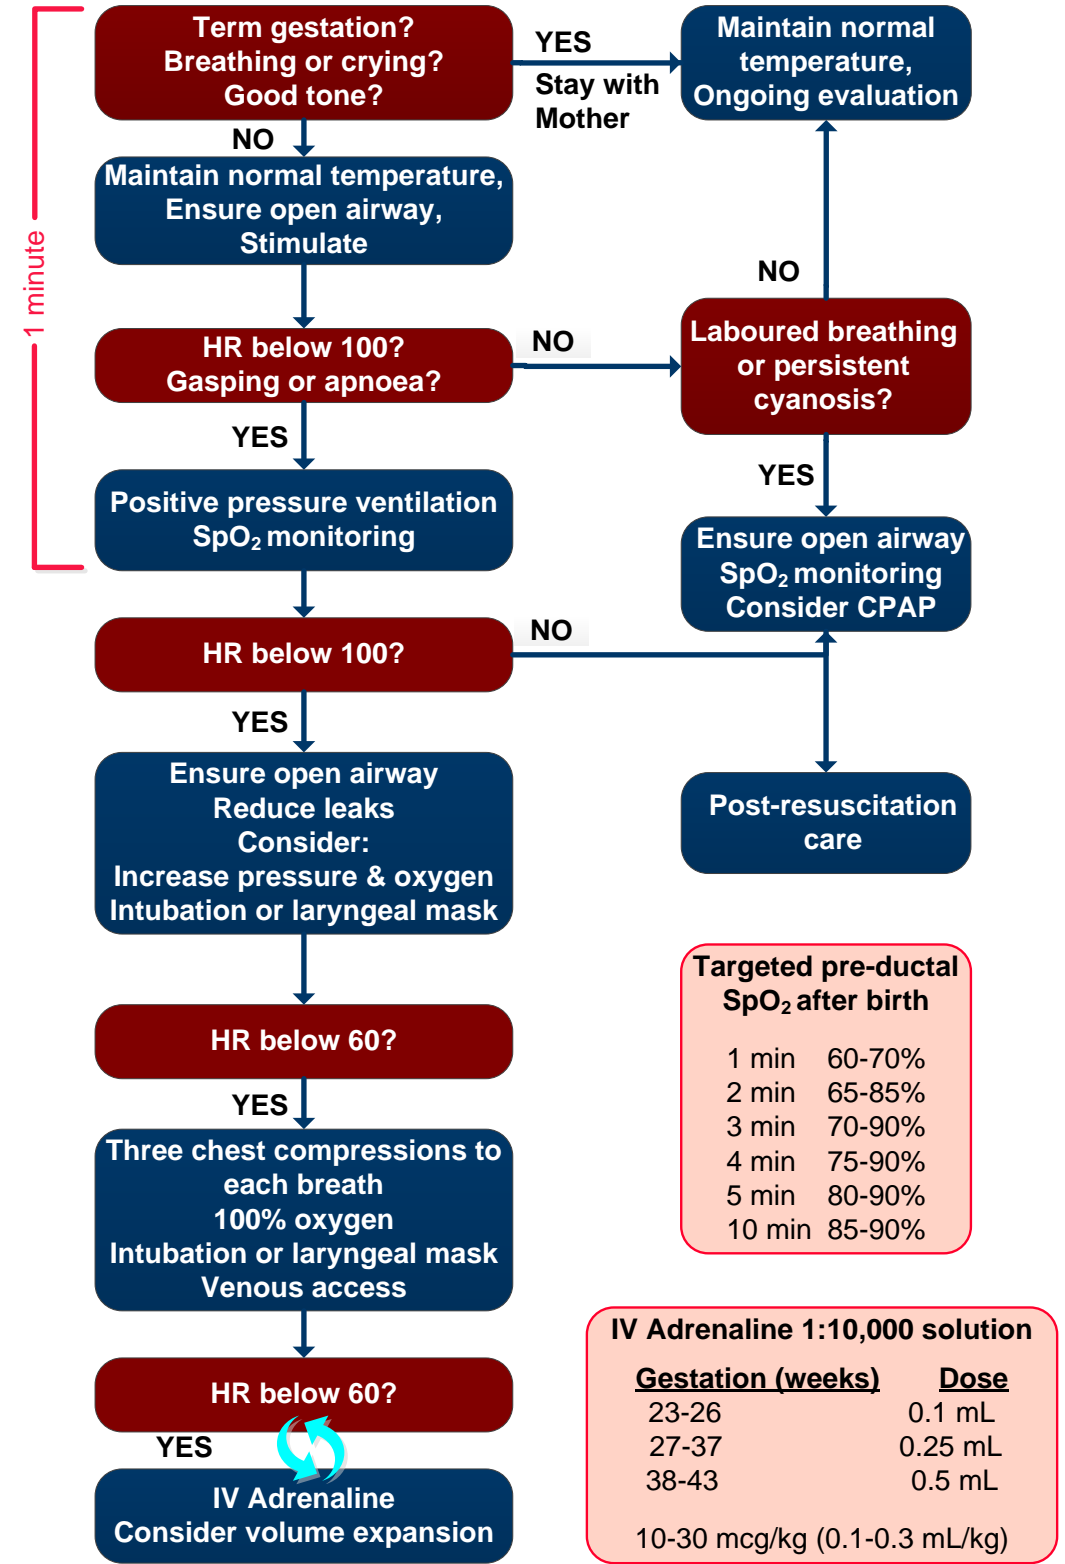 Term gestation?
Breathing or crying?
Good tone?
YES
Stay with
Mother
Maintain normal
temperature,
Ongoing evaluation
NO
Maintain normal temperature,
Ensure open airway,
Stimulate
1 minute
HR below 100?
Gasping or apnoea?
NO
Laboured breathing
or persistent
cyanosis?
NO
YES
Positive pressure ventilation
SpO2 monitoring
YES
Ensure open airway
SpO2 monitoring
Consider CPAP
HR below 100?
NO
YES
Ensure open airway
Reduce leaks
Consider:
Increase pressure & oxygen
Intubation or laryngeal mask
Post-resuscitation
care
HR below 60?
YES
Three chest compressions to
each breath
100% oxygen
Intubation or laryngeal mask
Venous access
HR below 60?
YES
IV Adrenaline
Consider volume expansion
Targeted pre-ductal
SpO2 after birth
1 min 60-70%
2 min 65-85%
3 min 70-90%
4 min 75-90%
5 min 80-90%
10 min 85-90%
IV Adrenaline 1:10,000 solution
Gestation (weeks) Dose
23-26 0.1 mL
27-37 0.25 mL
38-43 0.5 mL
10-30 mcg/kg (0.1-0.3 mL/kg)